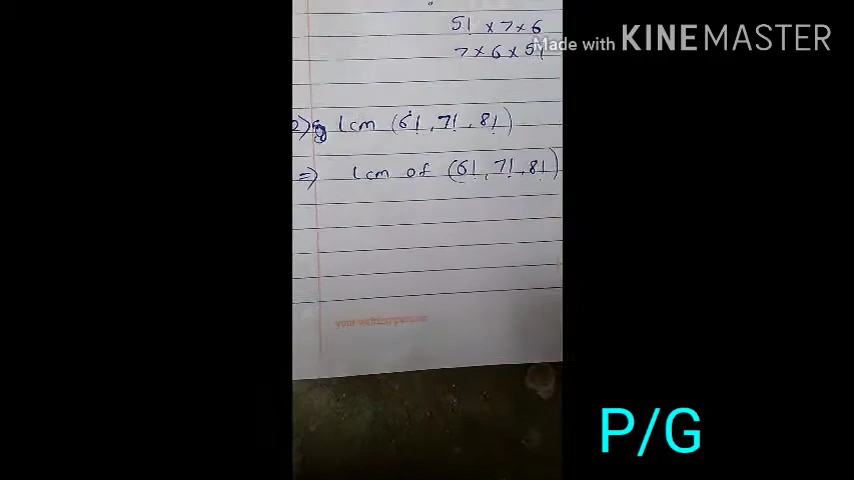 5! × 7 × 6
7 × 6 × 5!
Made with KINEMASTER
2) lcm (6!, 7!, 8!)
=> lcm of (6!, 7!, 8!)
P/G